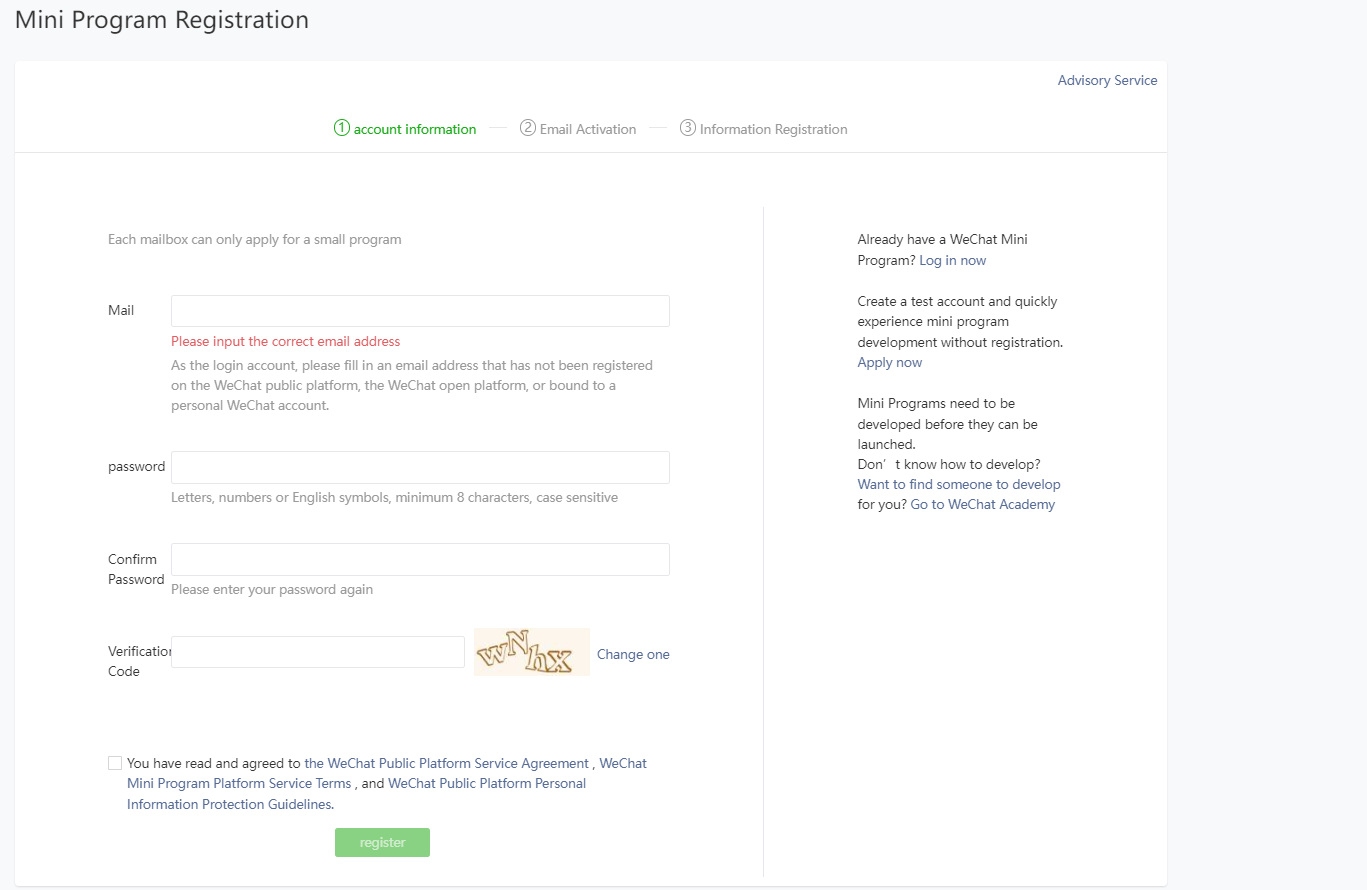 Mini Program Registration
Advisory Service
1 account information
2 Email Activation
3 Information Registration
Each mailbox can only apply for a small program
Mail
Please input the correct email address
As the login account, please fill in an email address that has not been registered
on the WeChat public platform, the WeChat open platform, or bound to a
personal WeChat account.
password
Letters, numbers or English symbols, minimum 8 characters, case sensitive
Confirm
Password
Please enter your password again
Verification
Code
wNhx
Change one
You have read and agreed to the WeChat Public Platform Service Agreement , WeChat
Mini Program Platform Service Terms , and WeChat Public Platform Personal
Information Protection Guidelines.
register
Already have a WeChat Mini
Program? Log in now
Create a test account and quickly
experience mini program
development without registration.
Apply now
Mini Programs need to be
developed before they can be
launched.
Don’t know how to develop?
Want to find someone to develop
for you? Go to WeChat Academy